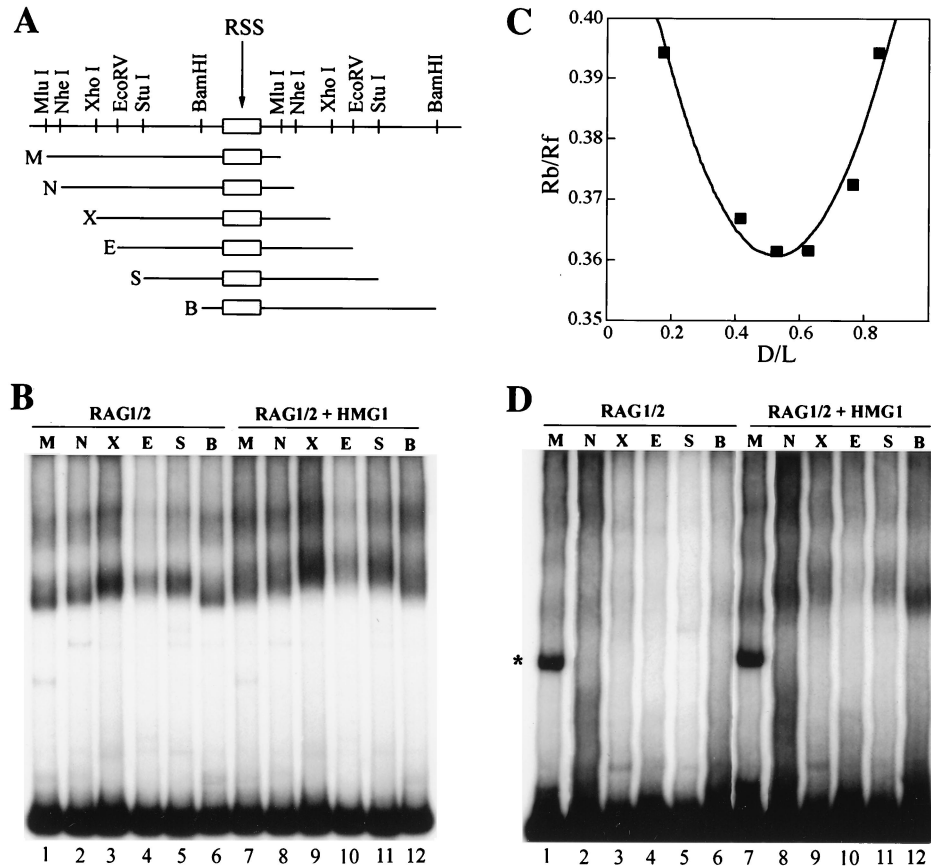 A
RSS
Mlu I
Nhe I
Xho I
EcoRV
Stu I
BamHI
Mlu I
Nhe I
Xho I
EcoRV
Stu I
BamHI
M
N
X
E
S
B
C
0.40
0.39
0.38
0.37
0.36
0.35
Rb/Rf
0 0.2 0.4 0.6 0.8
D/L
B
RAG1/2 RAG1/2 + HMG1
M N X E S B M N X E S B
1 2 3 4 5 6 7 8 9 10 11 12
D
RAG1/2 RAG1/2 + HMG1
M N X E S B M N X E S B
*
1 2 3 4 5 6 7 8 9 10 11 12